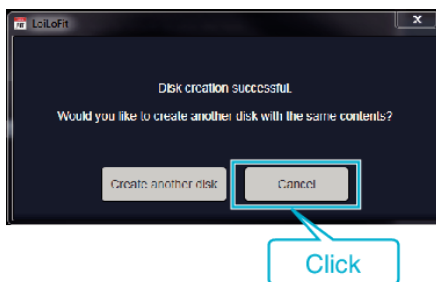 LoiLoFit
Disk creation successful.
Would you like to create another disk with the same contents?
Create another disk
Cancel
Click